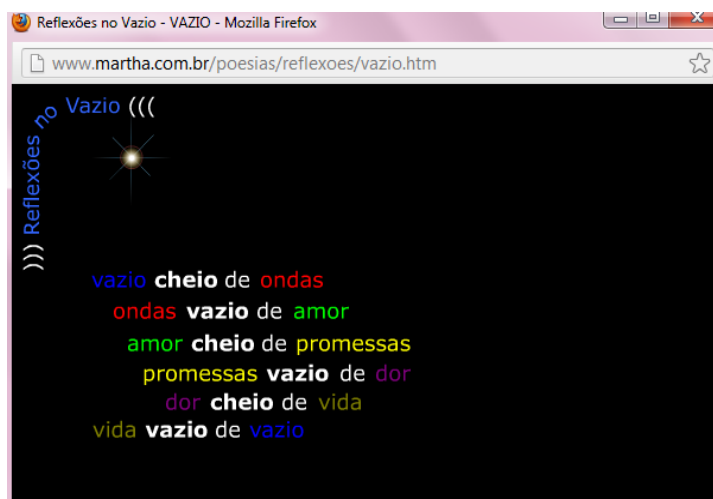 Reflexões no Vazio - VAZIO - Mozilla Firefox
www.martha.com.br/poesias/reflexoes/vazio.htm
))) Reflexões no Vazio (((
vazio cheio de ondas
ondas vazio de amor
amor cheio de promessas
promessas vazio de dor
dor cheio de vida
vida vazio de vazio